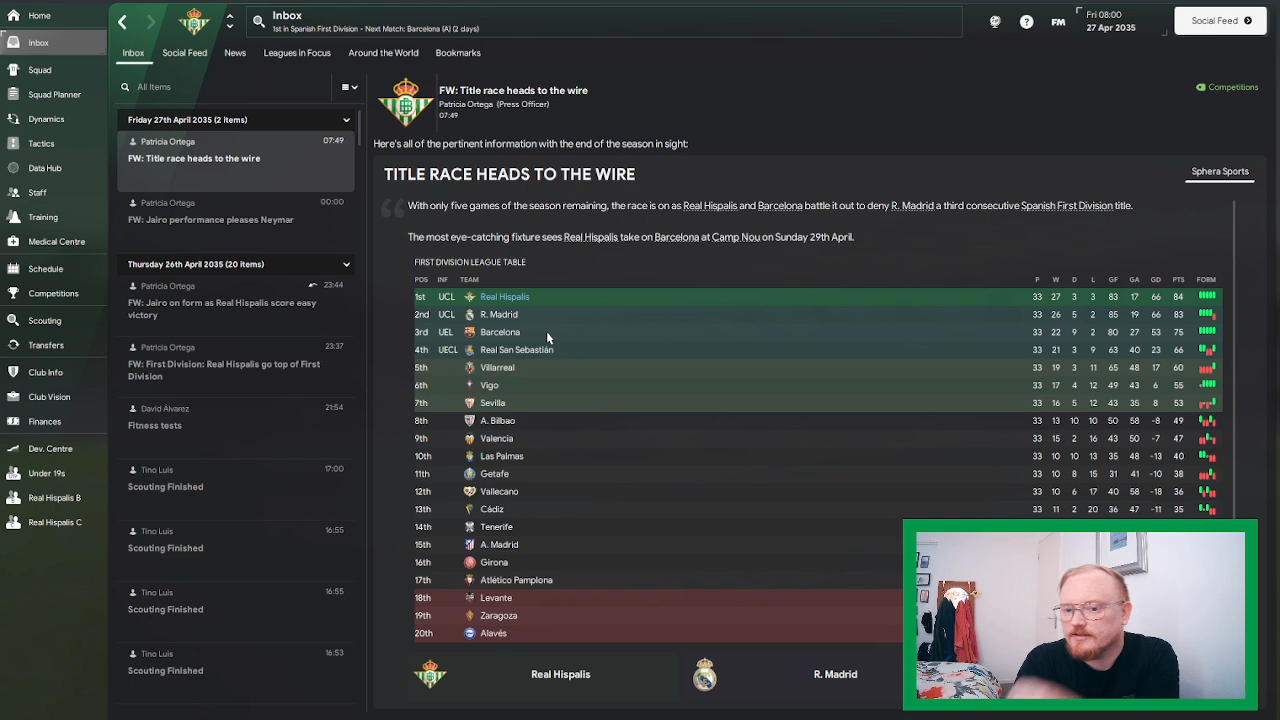 Home
Inbox
Squad
Squad Planner
Dynamics
Tactics
Data Hub
Staff
Training
Medical Centre
Schedule
Competitions
Scouting
Transfers
Club Info
Club Vision
Finances
Dev. Centre
Under 19s
Real Hispalis B
Real Hispalis C
Inbox
1st in Spanish First Division - Next Match: Barcelona (A) (2 days)
FM
Fri 08:00
27 Apr 2035
Social Feed
Inbox Social Feed News Leagues in Focus Around the World Bookmarks
All Items
Friday 27th April 2035 (2 items)
Patricia Ortega 07:49
FW: Title race heads to the wire
Patricia Ortega 00:00
FW: Jairo performance pleases Neymar
Thursday 26th April 2035 (20 items)
Patricia Ortega 23:44
FW: Jairo on form as Real Hispalis score easy
victory
Patricia Ortega 23:37
FW: First Division: Real Hispalis go top of First
Division
David Álvarez 21:54
Fitness tests
Tino Luis 17:00
Scouting Finished
Tino Luis 16:55
Scouting Finished
Tino Luis 16:55
Scouting Finished
Tino Luis 16:53
Scouting Finished
FW: Title race heads to the wire
Patricia Ortega (Press Officer)
07:49
Competitions
Here's all of the pertinent information with the end of the season in sight:
TITLE RACE HEADS TO THE WIRE
Sphera Sports
With only five games of the season remaining, the race is on as Real Hispalis and Barcelona battle it out to deny R. Madrid a third consecutive Spanish First Division title.
The most eye-catching fixture sees Real Hispalis take on Barcelona at Camp Nou on Sunday 29th April.
FIRST DIVISION LEAGUE TABLE
POS INF TEAM P W D L GF GA GD PTS FORM
1st UCL Real Hispalis 33 27 3 3 83 17 66 84
2nd UCL R. Madrid 33 26 5 2 85 19 66 83
3rd UEL Barcelona 33 22 9 2 80 27 53 75
4th UECL Real San Sebastián 33 21 3 9 63 40 23 66
5th Villarreal 33 19 3 11 65 48 17 60
6th Vigo 33 17 4 12 49 43 6 55
7th Sevilla 33 16 5 12 43 35 8 53
8th A. Bilbao 33 13 10 10 50 58 -8 49
9th Valencia 33 15 2 16 43 50 -7 47
10th Las Palmas 33 10 10 13 35 48 -13 40
11th Getafe 33 10 8 15 31 41 -10 38
12th Vallecano 33 10 6 17 40 58 -18 36
13th Cádiz 33 11 2 20 36 47 -11 35
14th Tenerife
15th A. Madrid
16th Girona
17th Atlético Pamplona
18th Levante
19th Zaragoza
20th Alavés
Real Hispalis
R. Madrid